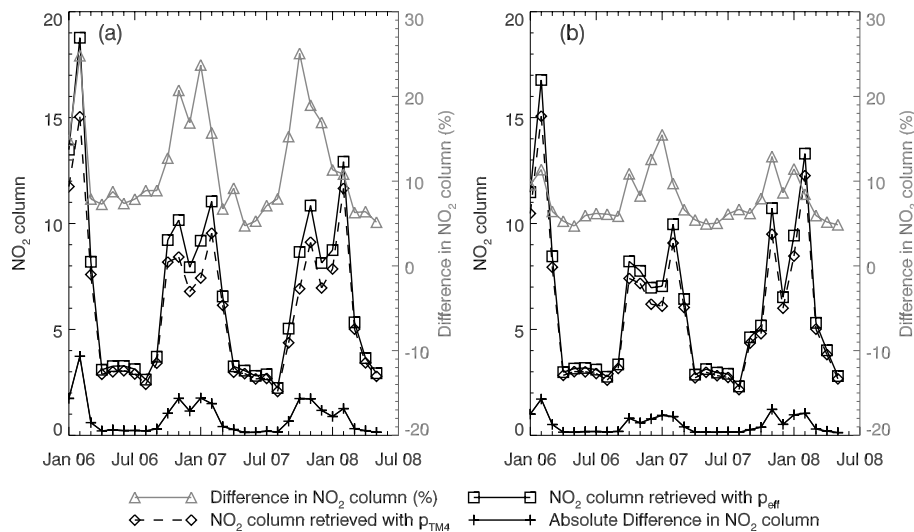 (a)
(b)
20
15
10
5
0
NO2 column
30
20
10
0
-10
-20
Difference in NO2 column (%)
Jan 06 Jul 06 Jan 07 Jul 07 Jan 08 Jul 08
20
15
10
5
0
NO2 column
30
20
10
0
-10
-20
Difference in NO2 column (%)
Jan 06 Jul 06 Jan 07 Jul 07 Jan 08 Jul 08
Difference in NO2 column (%)
NO2 column retrieved with peff
NO2 column retrieved with pTM4
Absolute Difference in NO2 column